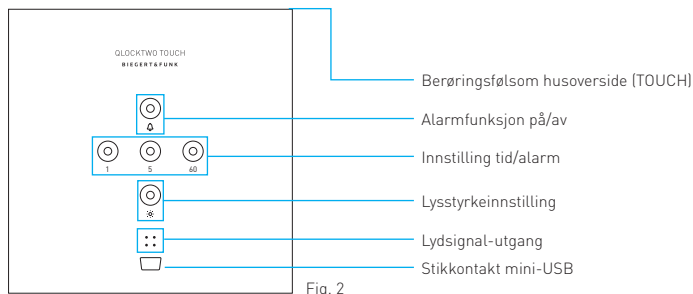 QLOCKTWO TOUCH
BIEGERT&FUNK
Berøringsfølsom husoverside (TOUCH)
Alarmfunksjon på/av
1 5 60
Innstilling tid/alarm
Lysstyrkeinnstilling
Lydsignal-utgang
Stikkontakt mini-USB
Fig. 2